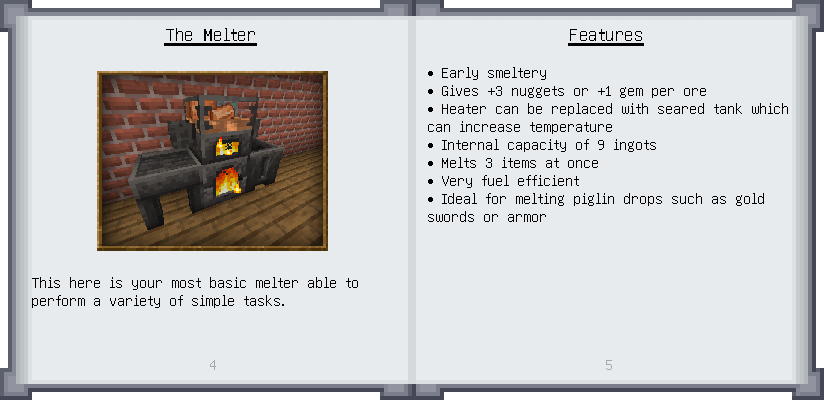 The Melter
This here is your most basic melter able to
perform a variety of simple tasks.
4
Features
• Early smeltery
• Gives +3 nuggets or +1 gem per ore
• Heater can be replaced with seared tank which
can increase temperature
• Internal capacity of 9 ingots
• Melts 3 items at once
• Very fuel efficient
• Ideal for melting piglin drops such as gold
swords or armor
5